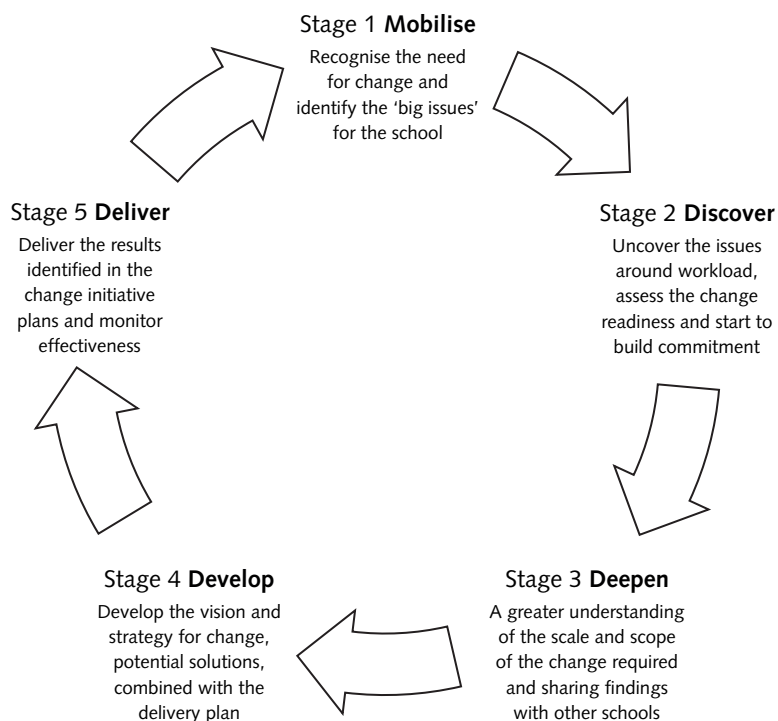 Stage 1 Mobilise
Recognise the need
for change and
identify the 'big issues'
for the school
Stage 2 Discover
Uncover the issues
around workload,
assess the change
readiness and start to
build commitment
Stage 3 Deepen
A greater understanding
of the scale and scope
of the change required
and sharing findings
with other schools
Stage 4 Develop
Develop the vision and
strategy for change,
potential solutions,
combined with the
delivery plan
Stage 5 Deliver
Deliver the results
identified in the
change initiative
plans and monitor
effectiveness